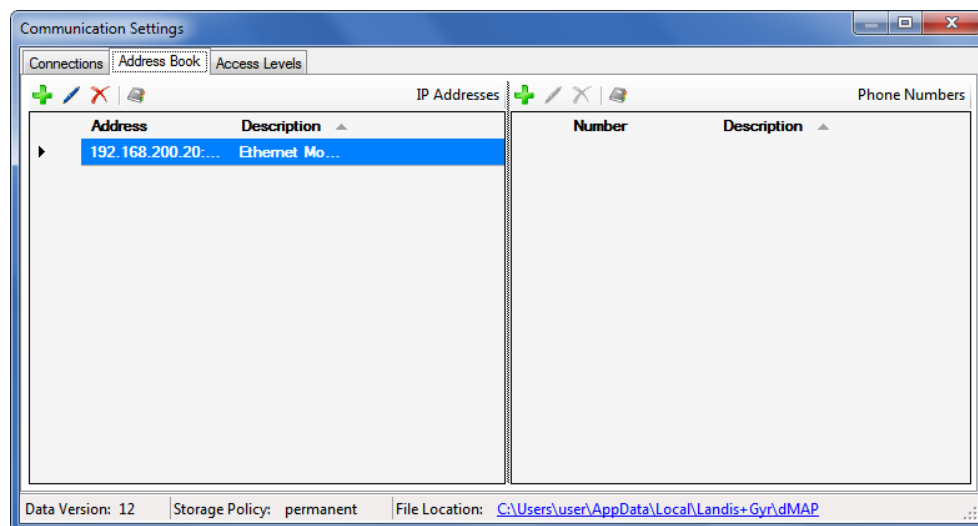 Communication Settings
Connections Address Book Access Levels
IP Addresses
Address Description
192.168.200.20:... Ethernet Mo...
Phone Numbers
Number Description
Data Version: 12 Storage Policy: permanent File Location: C:\Users\user\AppData\Local\Landis+Gyr\dMAP